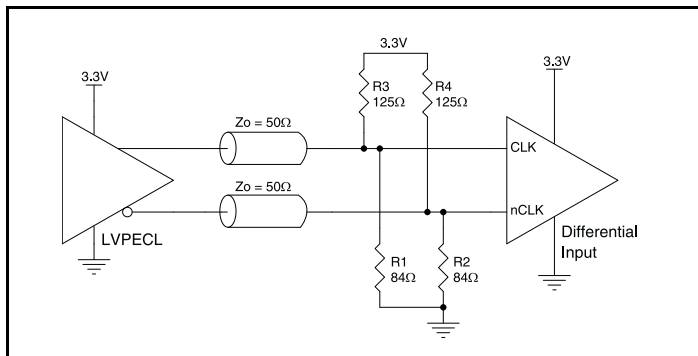 3.3V
3.3V
3.3V
R3
125Ω
R4
125Ω
Zo = 50Ω
CLK
Zo = 50Ω
nCLK
LVPECL
Differential
Input
R1
84Ω
R2
84Ω